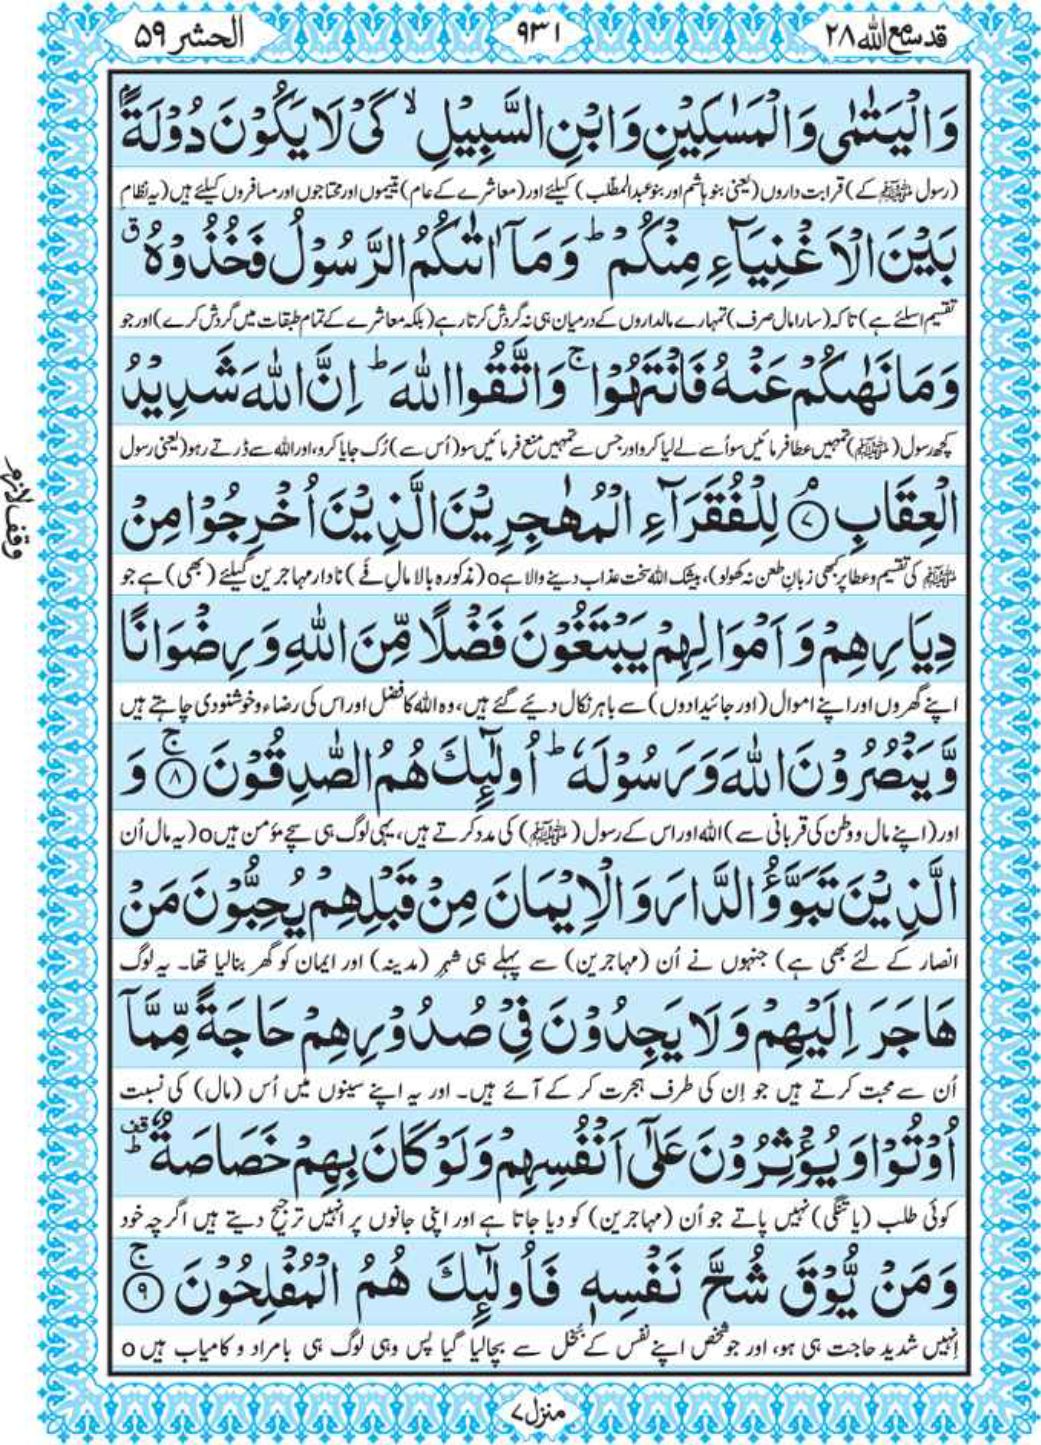 قد سمع الله ۲۸
۹۳۱
الحشر ۵۹
وَالْيَتٰمٰى وَالْمَسٰكِيْنِ وَابْنِ السَّبِيْلِ ۙ كَىْ لَا يَكُوْنَ دُوْلَةًۢ
(رسول ﷺ کے) قرابت داروں (یعنی بنو ہاشم اور بنو عبد المطّلب) کیلئے اور (معاشرے کے عام) یتیموں اور محتاجوں اور مسافروں کیلئے ہیں (یہ نظامِ
بَيْنَ الْاَغْنِيَآءِ مِنْكُمْ ؕ وَمَاۤ اٰتٰىكُمُ الرَّسُوْلُ فَخُذُوْهُ ۗ
تقسیم اسلئے ہے) تاکہ (سارا مال صرف) تمہارے مالداروں کے درمیان ہی نہ گردش کرتا رہے (بلکہ معاشرے کے تمام طبقات میں گردش کرے) اور جو
وَمَا نَهٰىكُمْ عَنْهُ فَانْتَهُوْا ۚ وَاتَّقُوا اللّٰهَ ؕ اِنَّ اللّٰهَ شَدِيْدُ
کچھ رسول (ﷺ) تمہیں عطا فرمائیں سو اُسے لے لیا کرو اور جس سے تمہیں منع فرمائیں سو (اُس سے) رُک جایا کرو، اور اللہ سے ڈرتے رہو (یعنی رسول
الْعِقَابِ ۘ ﴿۷﴾ لِلْفُقَرَآءِ الْمُهٰجِرِيْنَ الَّذِيْنَ اُخْرِجُوْا مِنْ
وقف لازم
ﷺ کی تقسیم و عطا پر کبھی زبانِ طعن نہ کھولو)، بیشک اللہ سخت عذاب دینے والا ہے o (مذکورہ بالا مالِ فَے) نادار مہاجرین کیلئے (بھی) ہے جو
دِيَارِهِمْ وَاَمْوَالِهِمْ يَبْتَغُوْنَ فَضْلًا مِّنَ اللّٰهِ وَرِضْوَانًا
اپنے گھروں اور اپنے اموال (اور جائیدادوں) سے باہر نکال دیئے گئے ہیں، وہ اللہ کا فضل اور اس کی رضاء و خوشنودی چاہتے ہیں
وَّيَنْصُرُوْنَ اللّٰهَ وَرَسُوْلَهٗ ؕ اُولٰٓئِكَ هُمُ الصّٰدِقُوْنَ ۚ ﴿۸﴾ وَ
اور (اپنے مال و وطن کی قربانی سے) اللہ اور اس کے رسول (ﷺ) کی مدد کرتے ہیں، یہی لوگ ہی سچے مؤمن ہیں o (یہ مال اُن
الَّذِيْنَ تَبَوَّؤُ الدَّارَ وَالْاِيْمَانَ مِنْ قَبْلِهِمْ يُحِبُّوْنَ مَنْ
انصار کے لئے بھی ہے) جنہوں نے اُن (مہاجرین) سے پہلے ہی شہرِ (مدینہ) اور ایمان کو گھر بنا لیا تھا۔ یہ لوگ
هَاجَرَ اِلَيْهِمْ وَلَا يَجِدُوْنَ فِىْ صُدُوْرِهِمْ حَاجَةً مِّمَّاۤ
اُن سے محبت کرتے ہیں جو اِن کی طرف ہجرت کر کے آئے ہیں۔ اور یہ اپنے سینوں میں اُس (مال) کی نسبت
اُوْتُوْا وَيُؤْثِرُوْنَ عَلٰٓى اَنْفُسِهِمْ وَلَوْ كَانَ بِهِمْ خَصَاصَةٌ ؕ قف
کوئی طلب (یا تنگی) نہیں پاتے جو اُن (مہاجرین) کو دیا جاتا ہے اور اپنی جانوں پر انہیں ترجیح دیتے ہیں اگرچہ خود
وَمَنْ يُّوْقَ شُحَّ نَفْسِهٖ فَاُولٰٓئِكَ هُمُ الْمُفْلِحُوْنَ ۚ ﴿۹﴾
اِنہیں شدید حاجت ہی ہو، اور جو شخص اپنے نفس کے بُخل سے بچا لیا گیا پس وہی لوگ ہی بامراد و کامیاب ہیں o
منزل ۷